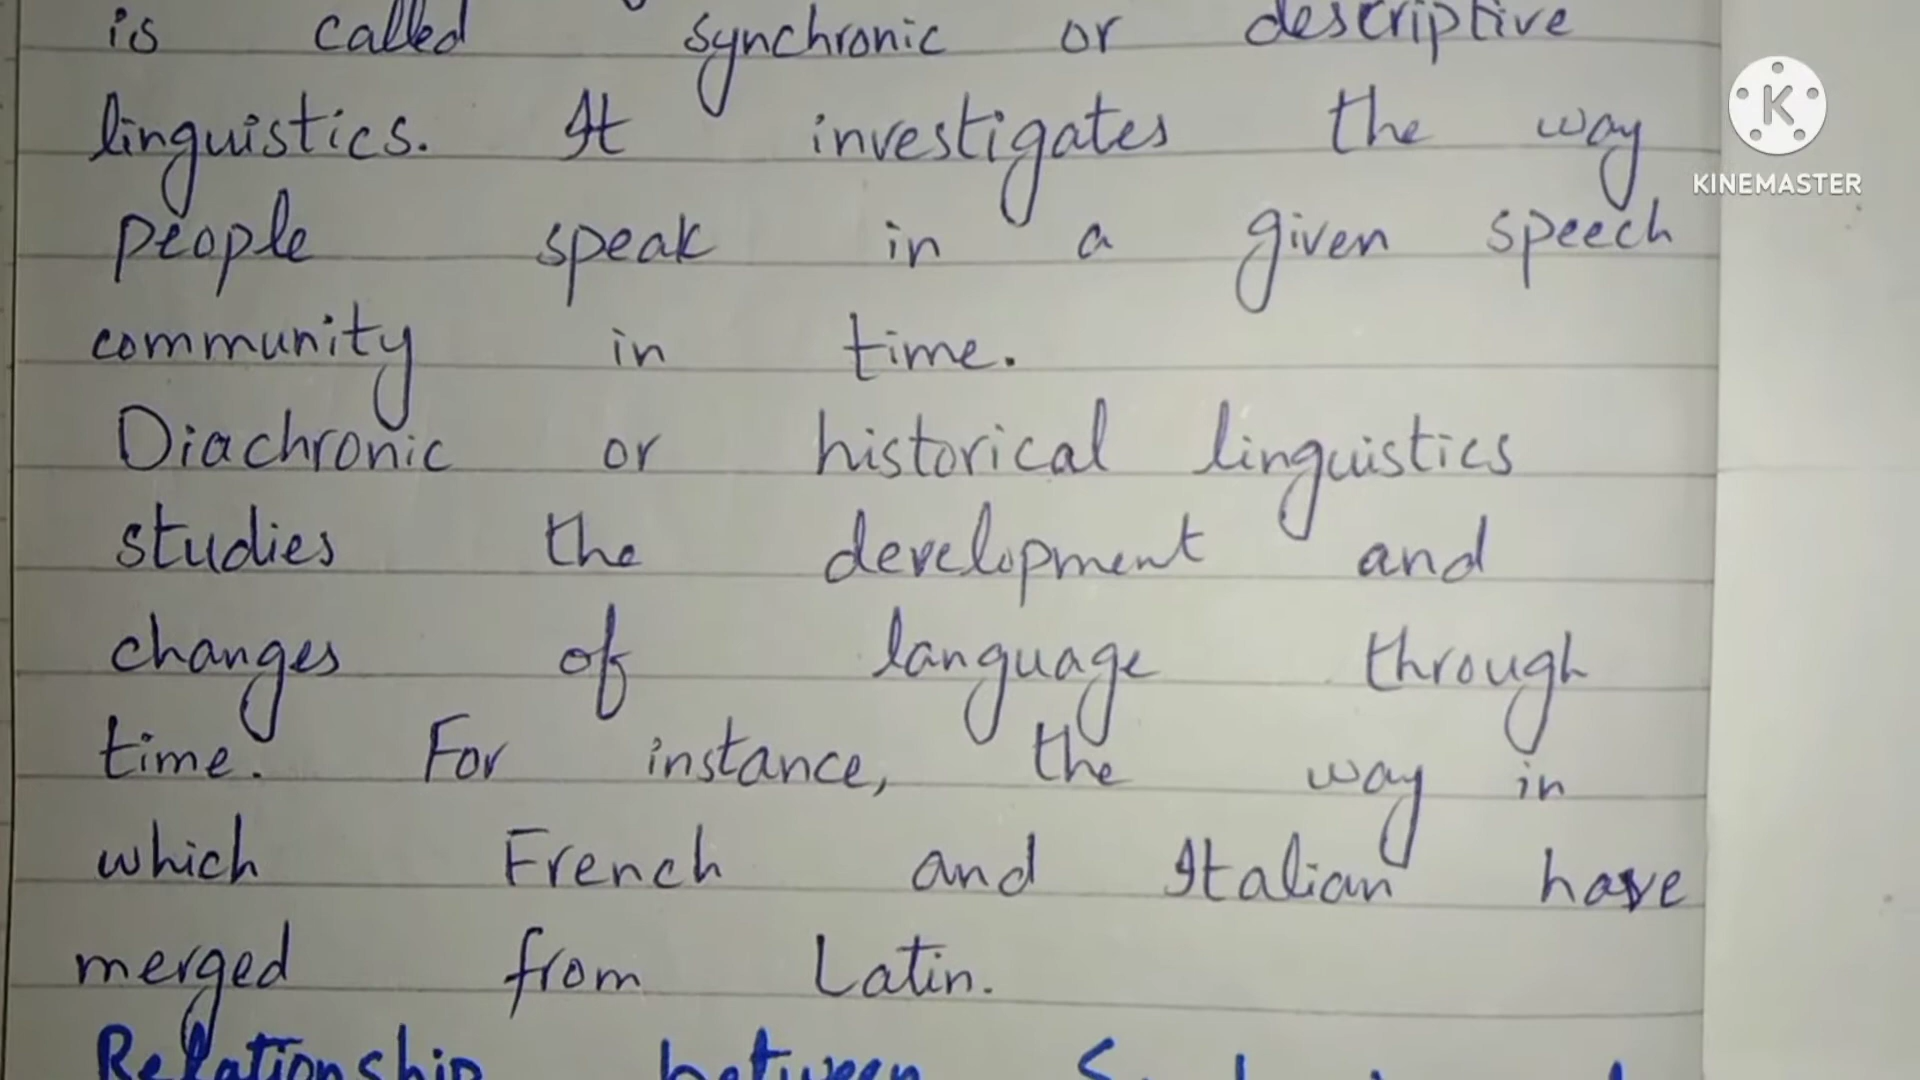 is called synchronic or descriptive
linguistics. It investigates the way
KINEMASTER
people speak in a given speech
community in time.
Diachronic or historical linguistics
studies the development and
changes of language through
time. For instance, the way in
which French and Italian have
merged from Latin.
Relationship between